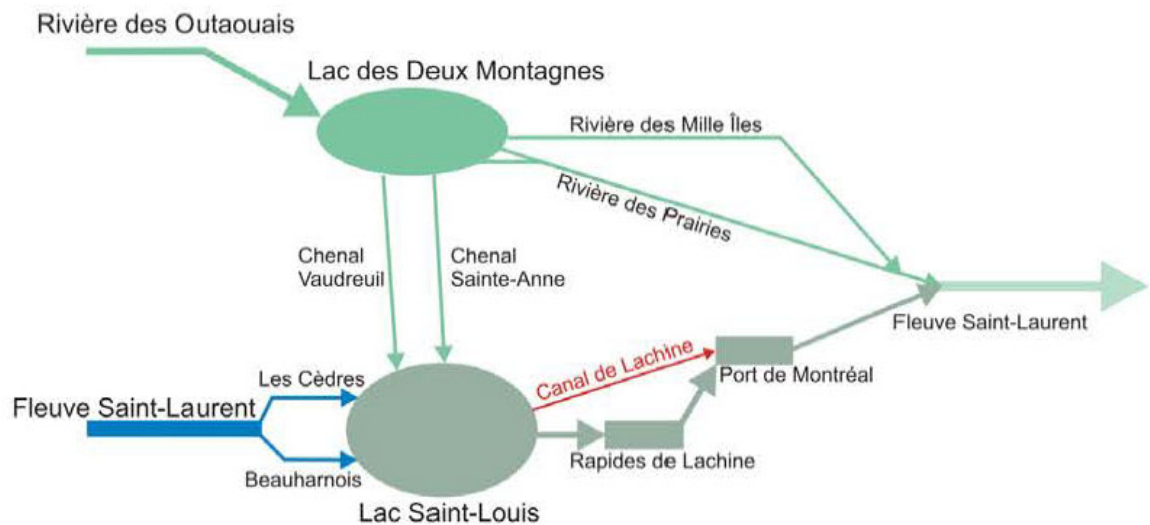 Rivière des Outaouais
Lac des Deux Montagnes
Rivière des Mille Îles
Rivière des Prairies
Chenal
Vaudreuil
Chenal
Sainte-Anne
Fleuve Saint-Laurent
Canal de Lachine
Port de Montréal
Les Cèdres
Fleuve Saint-Laurent
Beauharnois
Rapides de Lachine
Lac Saint-Louis